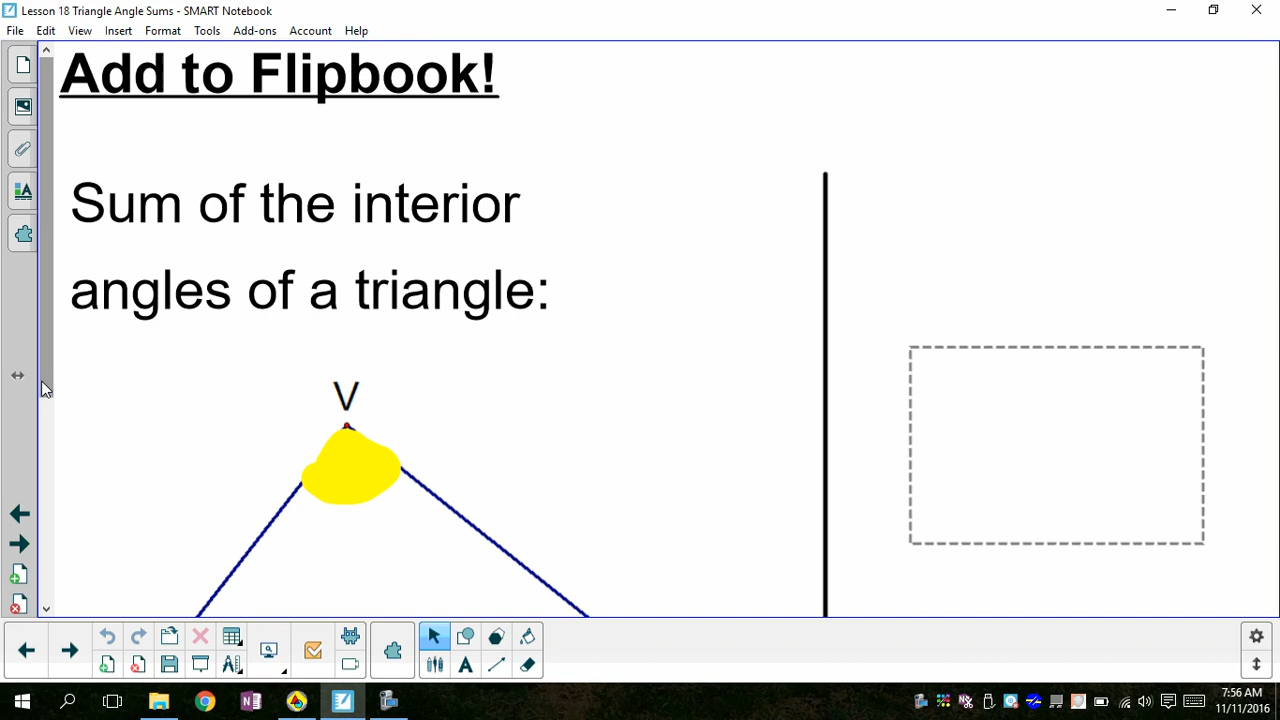 Lesson 18 Triangle Angle Sums - SMART Notebook
File Edit View Insert Format Tools Add-ons Account Help
Add to Flipbook!
Sum of the interior
angles of a triangle:
V
7:56 AM
11/11/2016